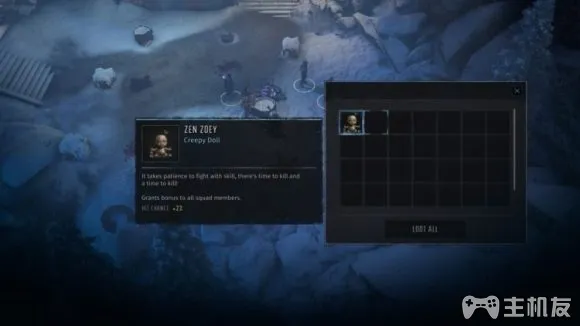 ZEN ZOEY
Creepy Doll
It takes patience to fight with skill, there's time to kill and
a time to kill!
Grants bonus to all squad members.
HIT CHANCE: +22
LOOT ALL
主机友